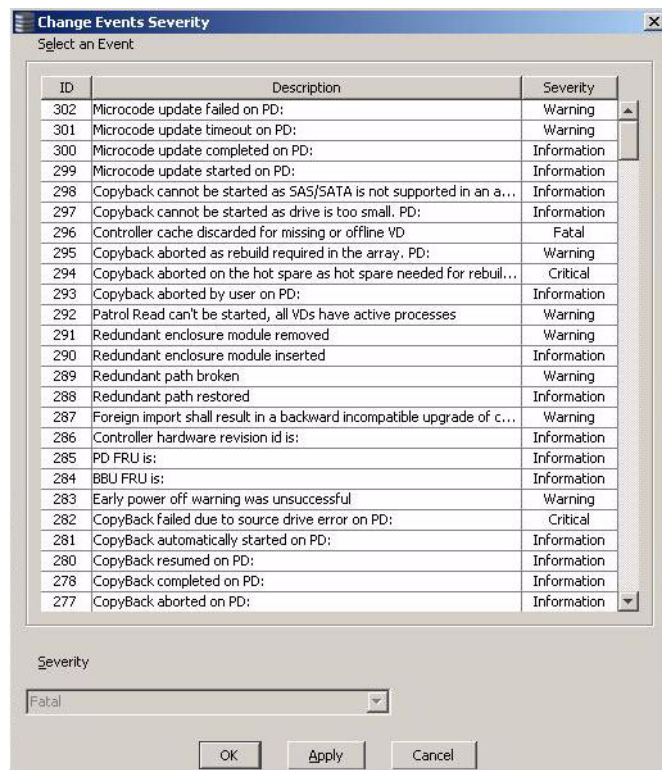 Change Events Severity
Select an Event
ID Description Severity
302 Microcode update failed on PD: Warning
301 Microcode update timeout on PD: Warning
300 Microcode update completed on PD: Information
299 Microcode update started on PD: Information
298 Copyback cannot be started as SAS/SATA is not supported in an a... Information
297 Copyback cannot be started as drive is too small. PD: Information
296 Controller cache discarded for missing or offline VD Fatal
295 Copyback aborted as rebuild required in the array. PD: Warning
294 Copyback aborted on the hot spare as hot spare needed for rebuil... Critical
293 Copyback aborted by user on PD: Information
292 Patrol Read can't be started, all VDs have active processes Warning
291 Redundant enclosure module removed Warning
290 Redundant enclosure module inserted Information
289 Redundant path broken Warning
288 Redundant path restored Information
287 Foreign import shall result in a backward incompatible upgrade of c... Warning
286 Controller hardware revision id is: Information
285 PD FRU is: Information
284 BBU FRU is: Information
283 Early power off warning was unsuccessful Warning
282 CopyBack failed due to source drive error on PD: Critical
281 CopyBack automatically started on PD: Information
280 CopyBack resumed on PD: Information
278 CopyBack completed on PD: Information
277 CopyBack aborted on PD: Information
Severity
Fatal
OK Apply Cancel